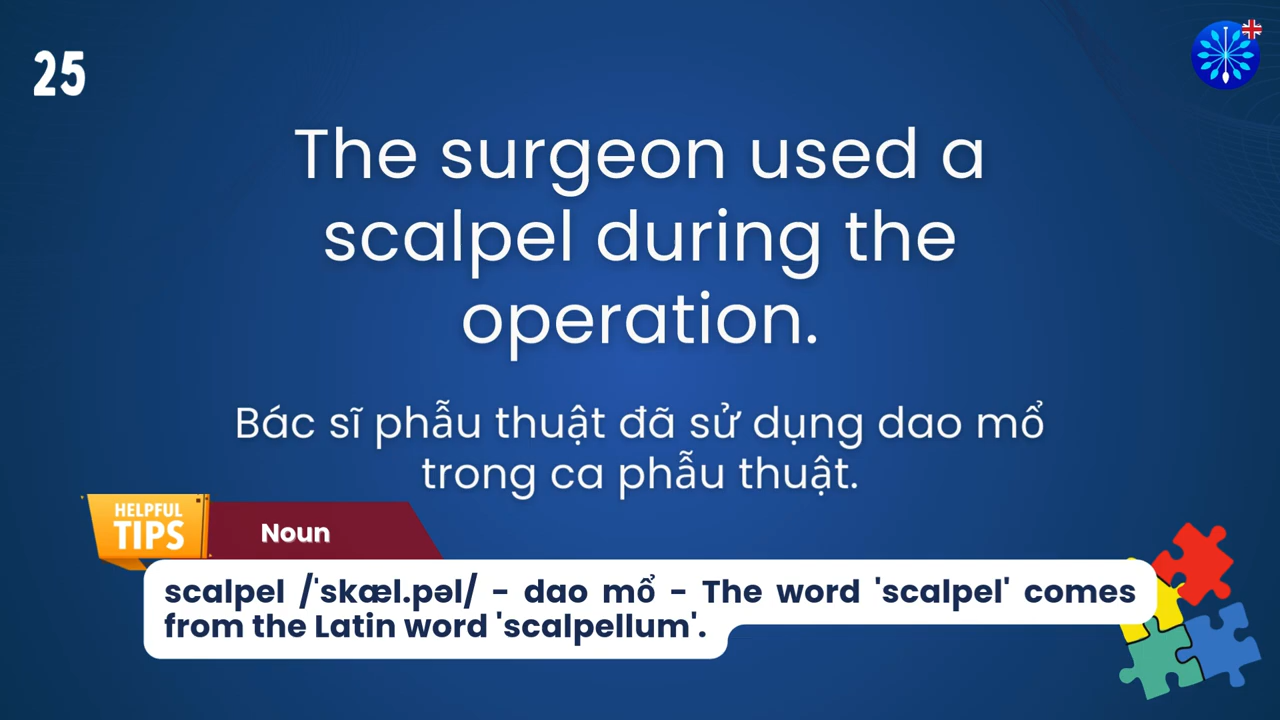 25
The surgeon used a
scalpel during the
operation.
Bác sĩ phẫu thuật đã sử dụng dao mổ
trong ca phẫu thuật.
HELPFUL
TIPS
Noun
scalpel /ˈskæl.pəl/ - dao mổ - The word 'scalpel' comes
from the Latin word 'scalpellum'.